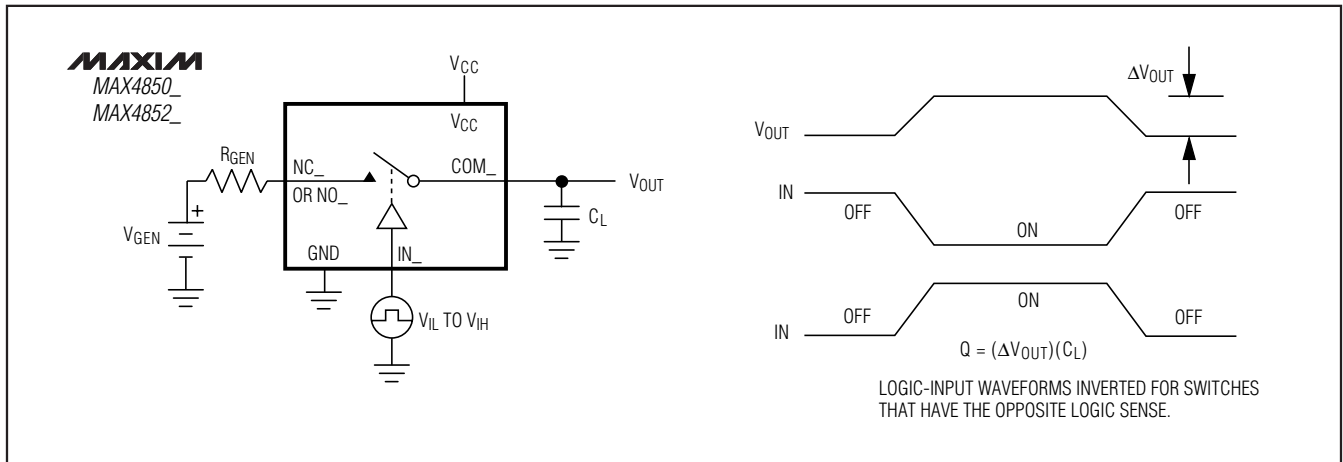 MAXIM
MAX4850_
MAX4852_
VCC
VCC
RGEN
NC_
OR NO_
COM_
VOUT
CL
+
VGEN
GND
IN_
VIL TO VIH
ΔVOUT
VOUT
IN
OFF
ON
OFF
IN
OFF
ON
OFF
Q = (ΔVOUT)(CL)
LOGIC-INPUT WAVEFORMS INVERTED FOR SWITCHES
THAT HAVE THE OPPOSITE LOGIC SENSE.